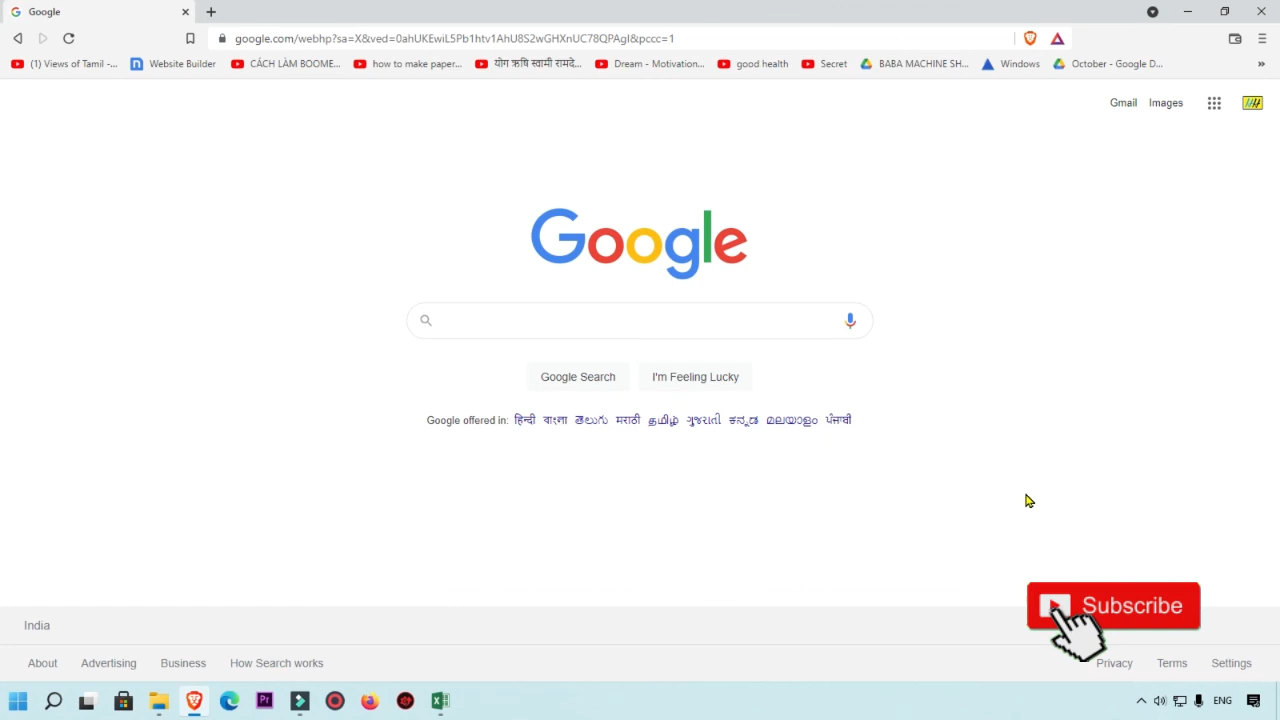 Google
google.com/webhp?sa=X&ved=0ahUKEwiL5Pb1htv1AhU8S2wGHXnUC78QPAgI&pccc=1
(1) Views of Tamil -... Website Builder CÁCH LÀM BOOME... how to make paper... योग ऋषि स्वामी रामदे... Dream - Motivation... good health Secret BABA MACHINE SH... Windows October - Google D... »
Gmail Images
Google
Google Search I'm Feeling Lucky
Google offered in: हिन्दी বাংলা తెలుగు मराठी தமிழ் ગુજરાતી ಕನ್ನಡ മലയാളം ਪੰਜਾਬੀ
Subscribe
India
About Advertising Business How Search works Privacy Terms Settings
Pr ENG